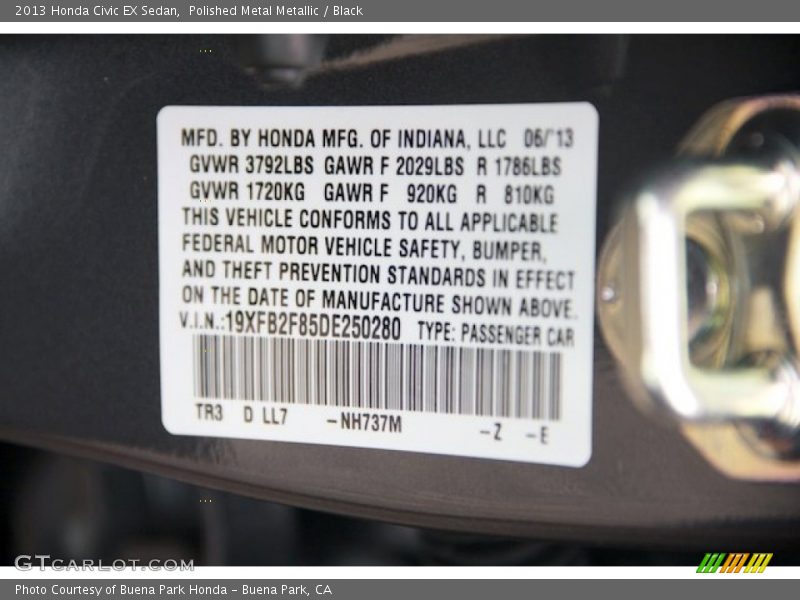 2013 Honda Civic EX Sedan, Polished Metal Metallic / Black
MFD. BY HONDA MFG. OF INDIANA, LLC 06/'13
GVWR 3792LBS GAWR F 2029LBS R 1786LBS
GVWR 1720KG GAWR F 920KG R 810KG
THIS VEHICLE CONFORMS TO ALL APPLICABLE
FEDERAL MOTOR VEHICLE SAFETY, BUMPER,
AND THEFT PREVENTION STANDARDS IN EFFECT
ON THE DATE OF MANUFACTURE SHOWN ABOVE.
V.I.N.:19XFB2F85DE250280 TYPE: PASSENGER CAR
TR3 D LL7 -NH737M -Z -E
GTCARLOT.COM
Photo Courtesy of Buena Park Honda - Buena Park, CA